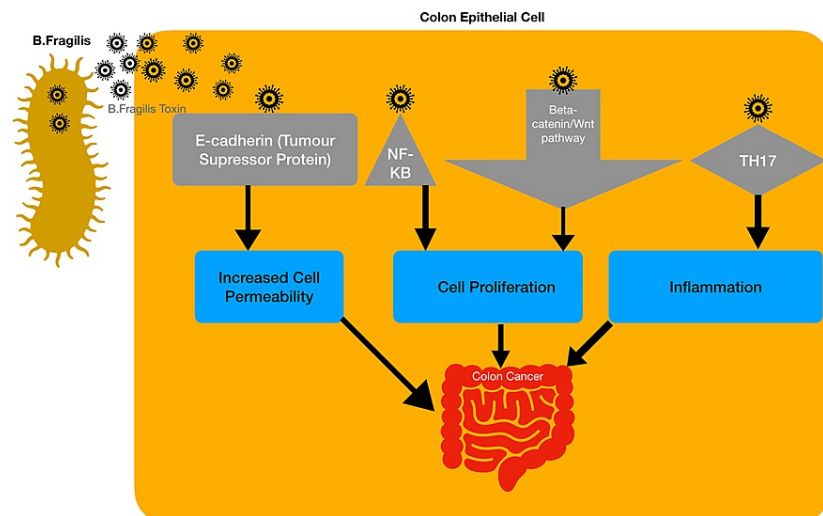 Colon Epithelial Cell
B.Fragilis
B.Fragilis Toxin
E-cadherin (Tumour
Supressor Protein)
NF-
KB
Beta-
catenin/Wnt
pathway
TH17
Increased Cell
Permeability
Cell Proliferation
Inflammation
Colon Cancer